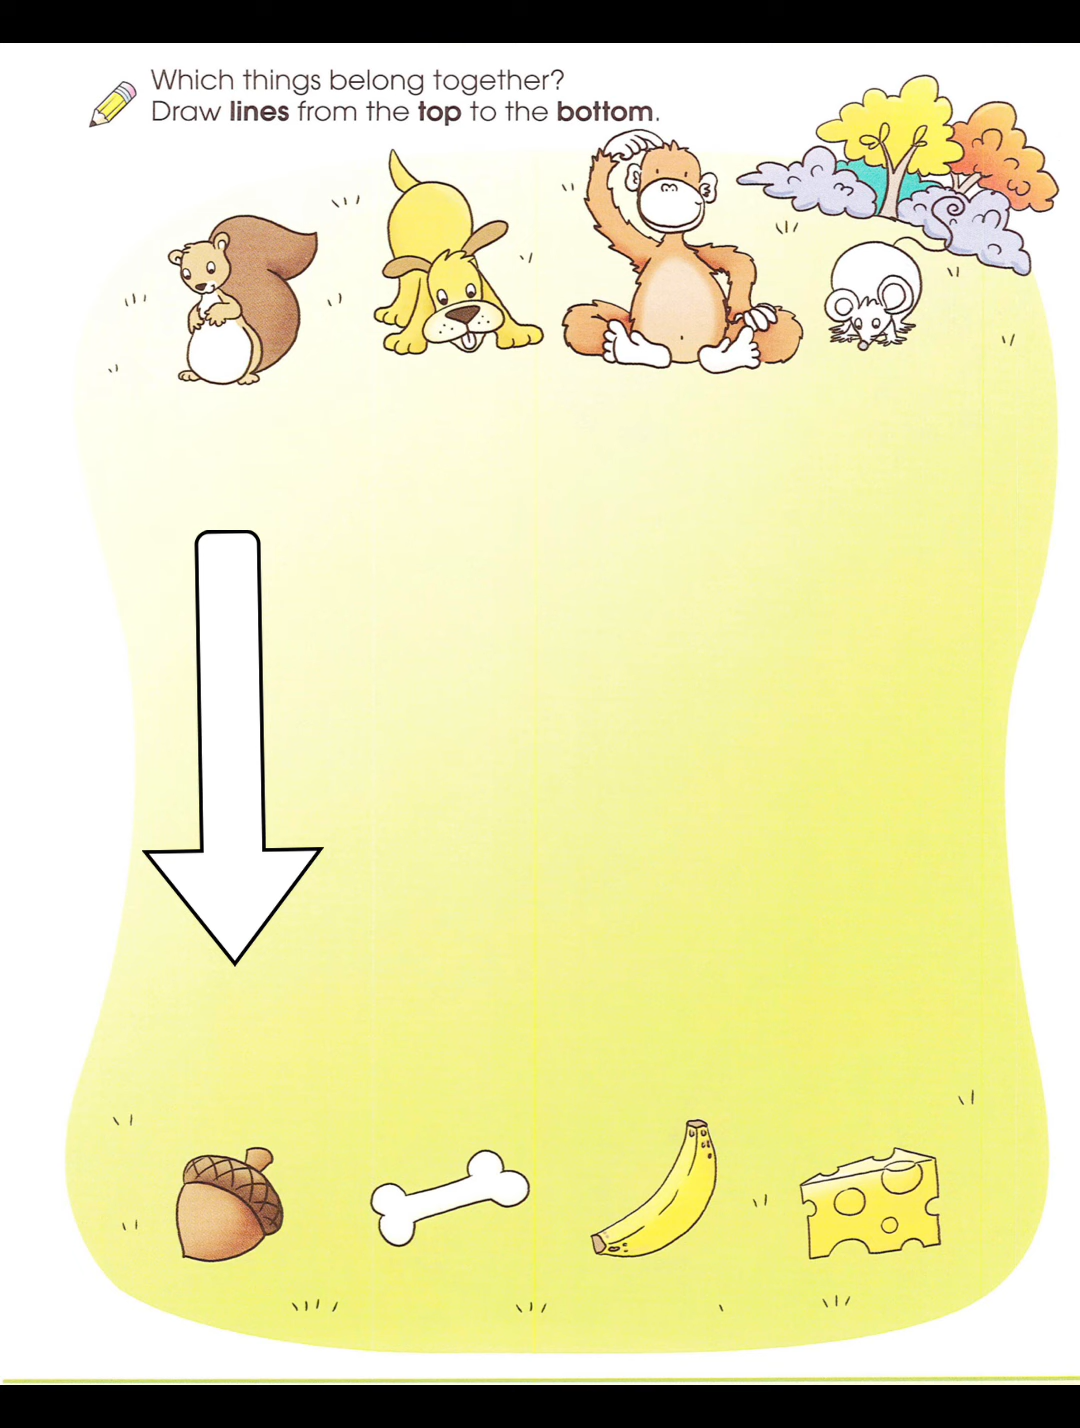 Which things belong together?
Draw lines from the top to the bottom.